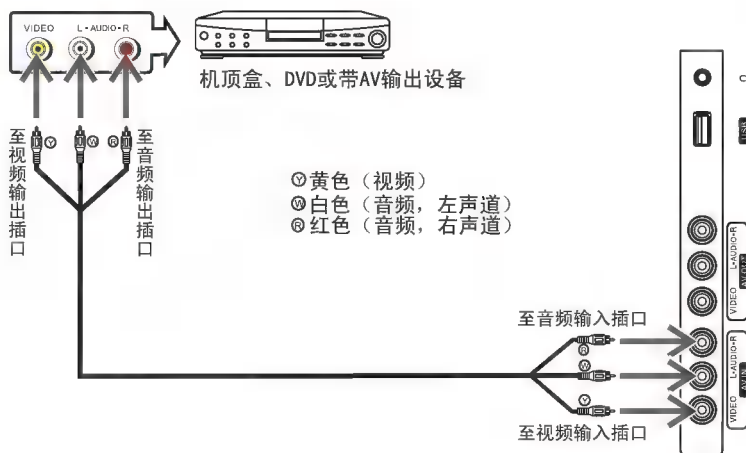 VIDEO L-AUDIO-R
机顶盒、DVD或带AV输出设备
至视频输出插口
Ⓨ
Ⓦ
Ⓡ
至音频输出插口
Ⓨ黄色（视频）
Ⓦ白色（音频，左声道）
Ⓡ红色（音频，右声道）
至音频输入插口
Ⓡ
Ⓦ
Ⓨ
至视频输入插口
C
L-AUDIO-R
VIDEO
L-AUDIO-R
VIDEO